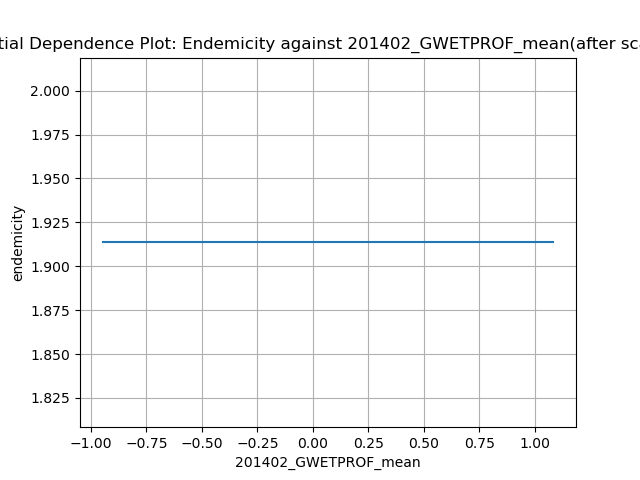 tial Dependence Plot: Endemicity against 201402_GWETPROF_mean(after sca
2.000
1.975
1.950
1.925
1.900
1.875
1.850
1.825
endemicity
−1.00 −0.75 −0.50 −0.25 0.00 0.25 0.50 0.75 1.00
201402_GWETPROF_mean